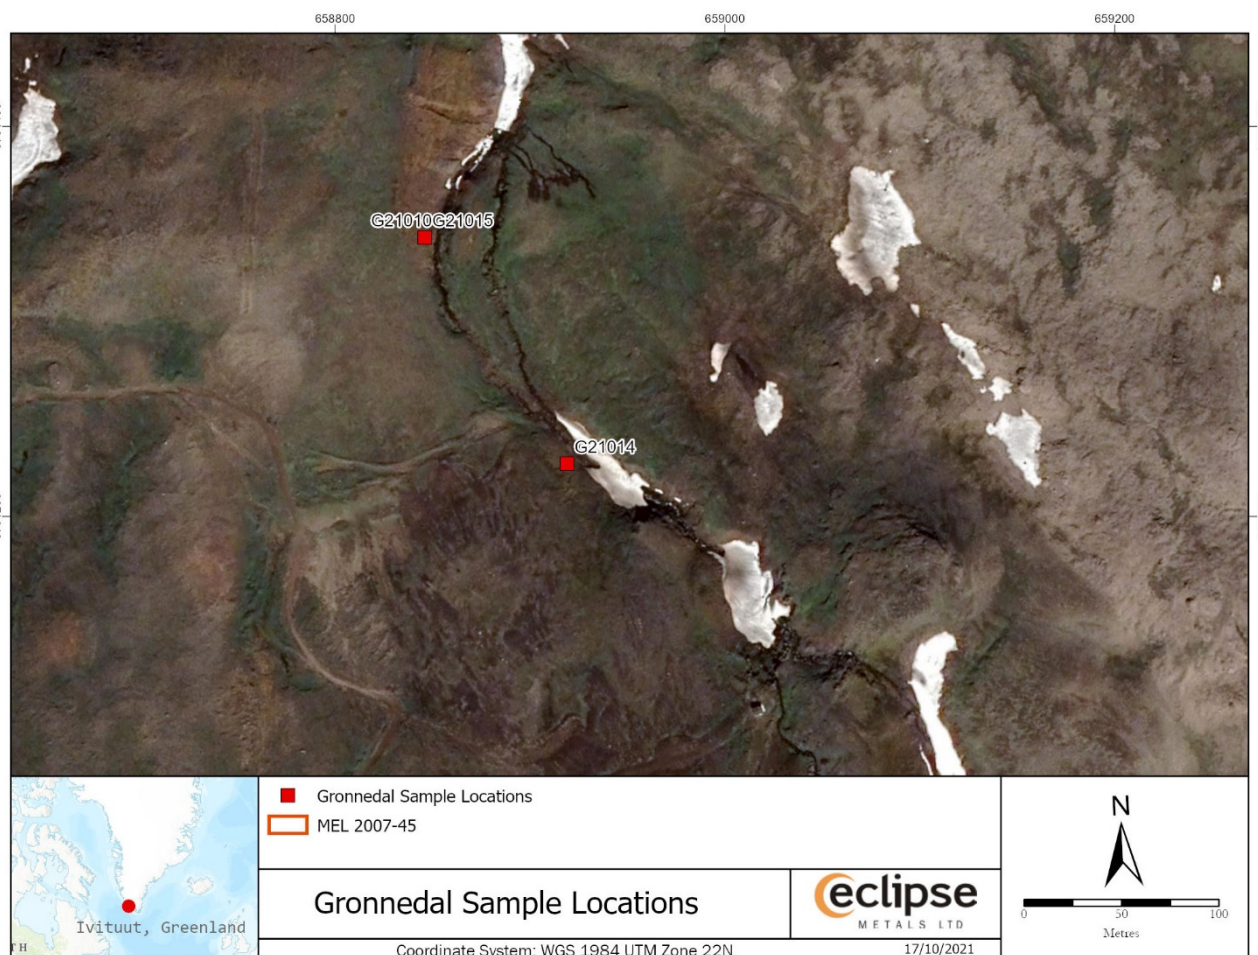 658800
659000
659200
G21010G21015
G21014
Gronnedal Sample Locations
MEL 2007-45
N
Gronnedal Sample Locations
eclipse
METALS LTD
0
50
100
Metres
Ivituut, Greenland
TH
Coordinate System: WGS 1984 UTM Zone 22N
17/10/2021